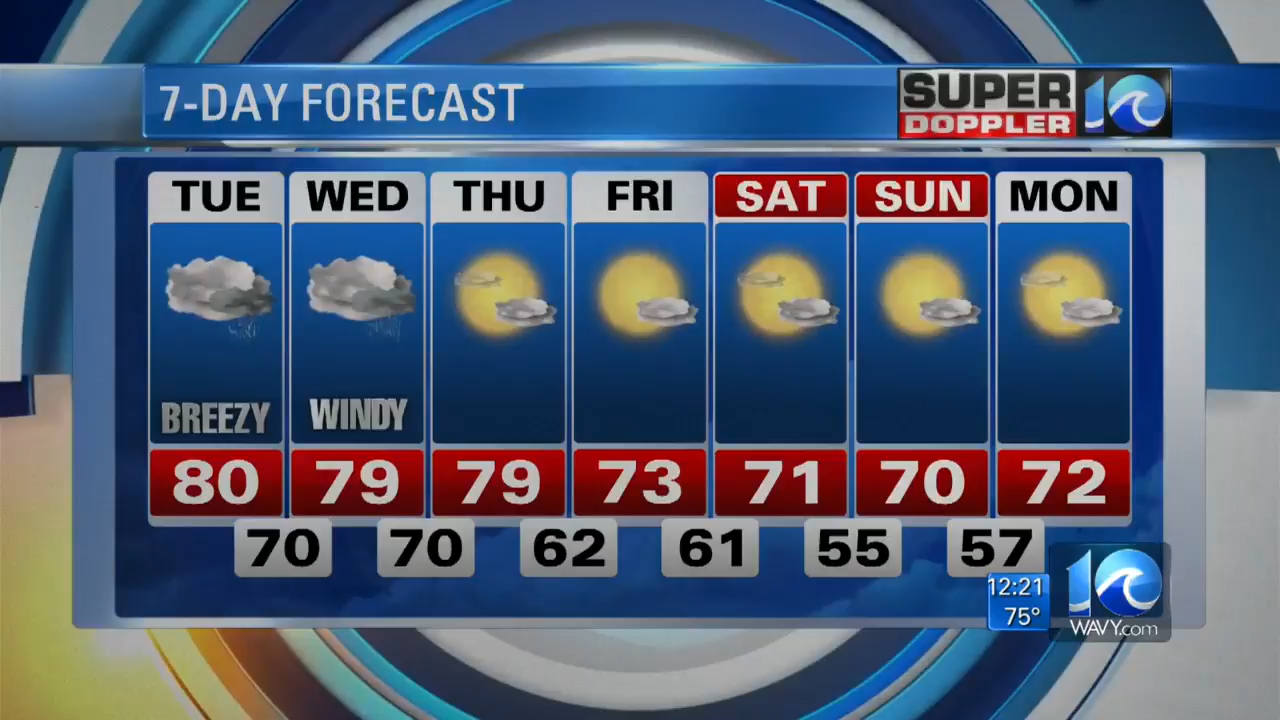 7-DAY FORECAST
SUPER
DOPPLER
10
TUE WED THU FRI SAT SUN MON
BREEZY WINDY
80 79 79 73 71 70 72
70 70 62 61 55 57
12:21
75°
10
WAVY.com